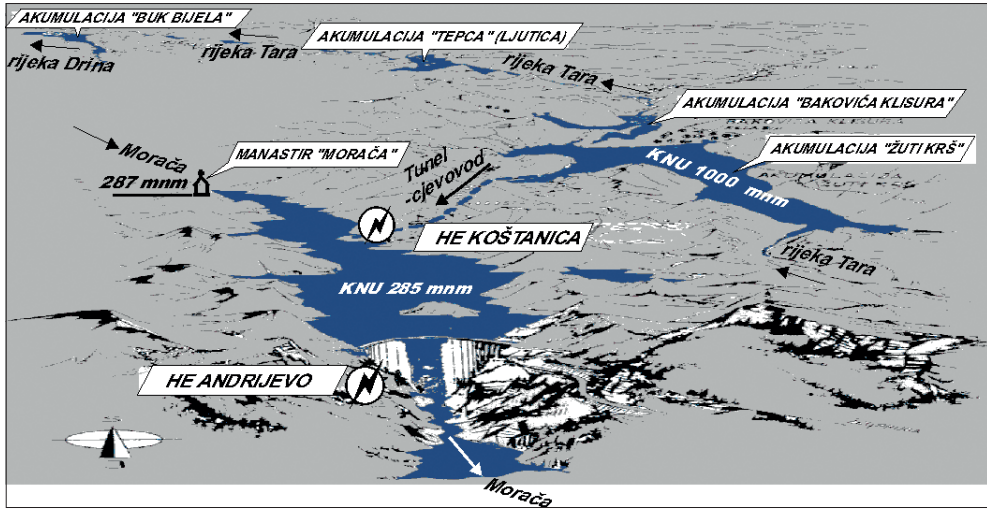 AKUMULACIJA "BUK BIJELA"
rijeka Drina
rijeka Tara
AKUMULACIJA "TEPCA" (LJUTICA)
rijeka Tara
AKUMULACIJA "BAKOVIĆA KLISURA"
BAKOVIĆA KLISURA
Morača
287 mnm
MANASTIR "MORAČA"
Tunel
-cjevovod
KNU 1000 mnm
AKUMULACIJA "ŽUTI KRŠ"
HE KOŠTANICA
rijeka Tara
KNU 285 mnm
HE ANDRIJEVO
Morača